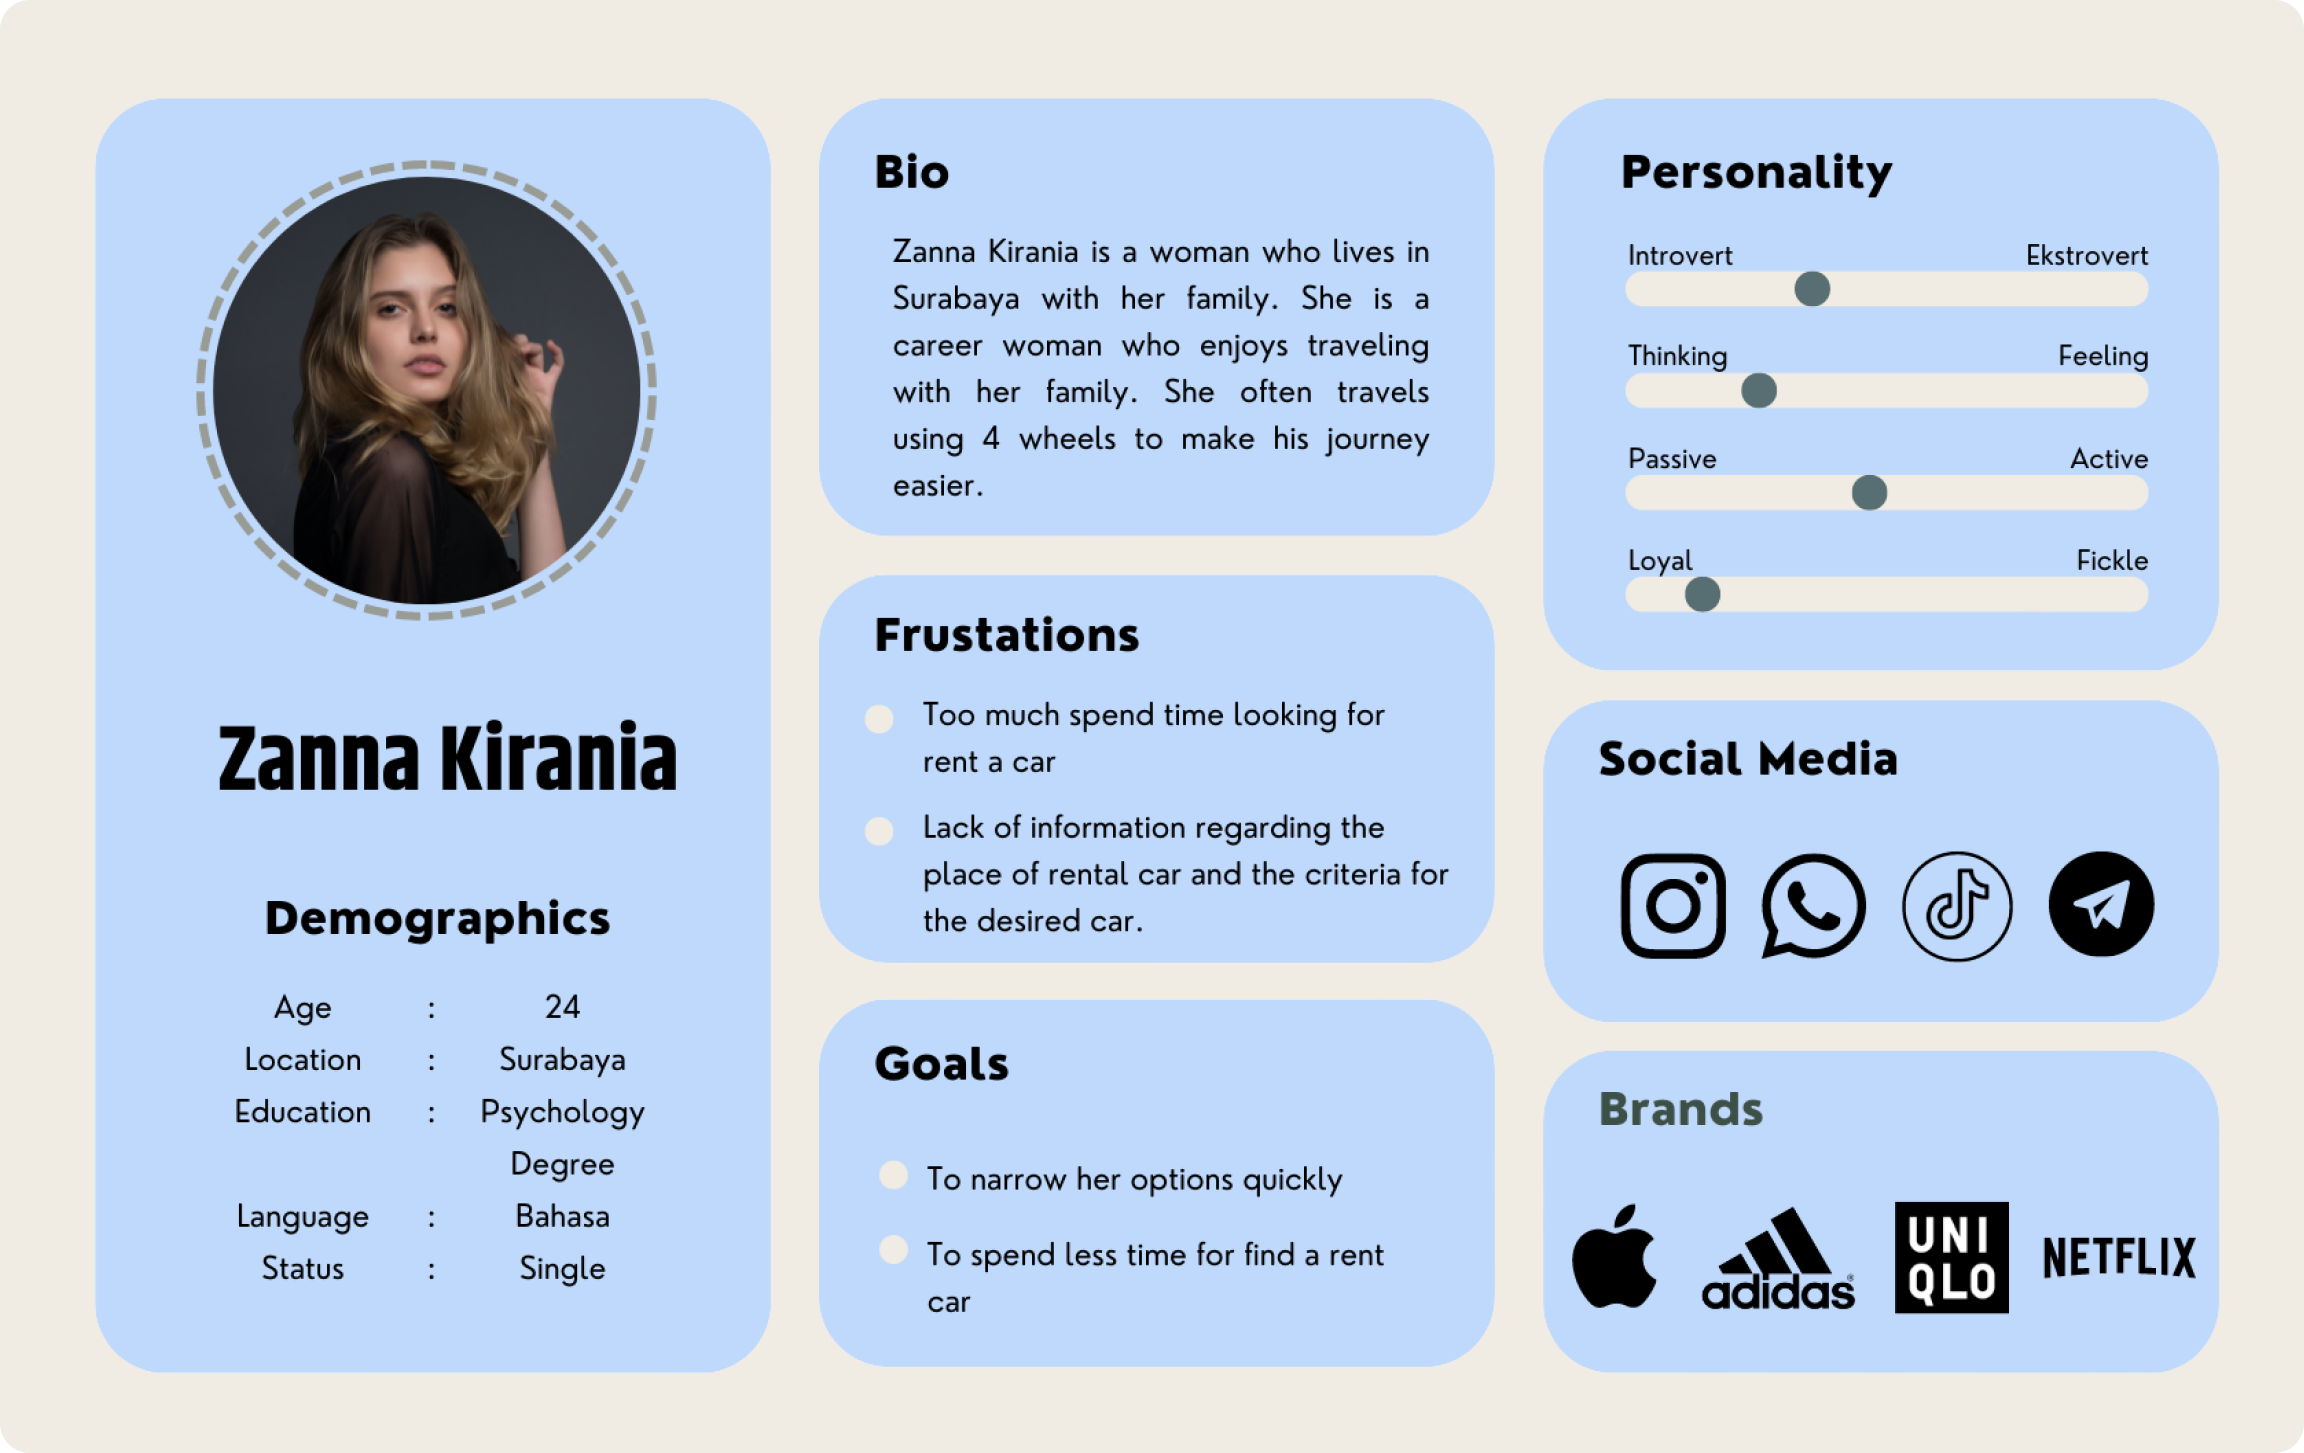 Zanna Kirania
Demographics
Age : 24
Location : Surabaya
Education : Psychology
Degree
Language : Bahasa
Status : Single
Bio
Zanna Kirania is a woman who lives in
Surabaya with her family. She is a
career woman who enjoys traveling
with her family. She often travels
using 4 wheels to make his journey
easier.
Frustations
Too much spend time looking for
rent a car
Lack of information regarding the
place of rental car and the criteria for
the desired car.
Goals
To narrow her options quickly
To spend less time for find a rent
car
Personality
Introvert Ekstrovert
Thinking Feeling
Passive Active
Loyal Fickle
Social Media
Brands
adidas®
UNI
QLO
NETFLIX